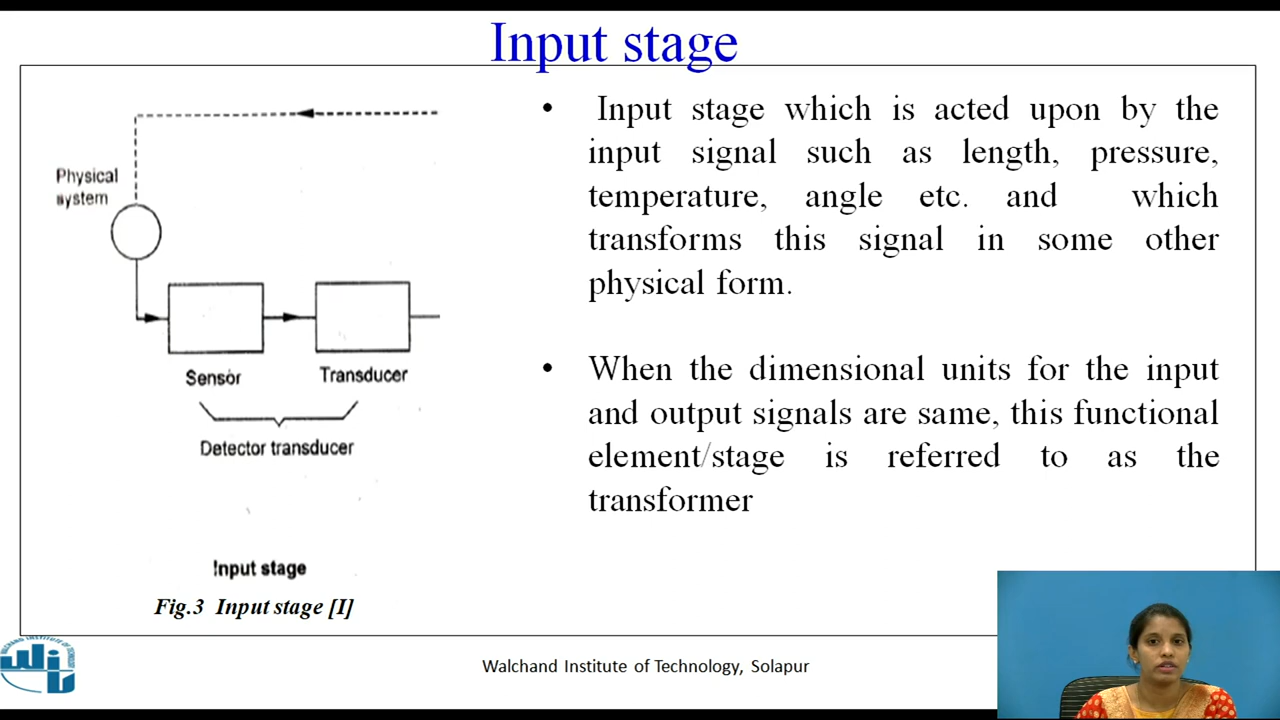 Input stage
Physical
system
Sensor
Transducer
Detector transducer
Input stage
Fig.3 Input stage [I]
• Input stage which is acted upon by the
input signal such as length, pressure,
temperature, angle etc. and which
transforms this signal in some other
physical form.
• When the dimensional units for the input
and output signals are same, this functional
element/stage is referred to as the
transformer
Walchand Institute of Technology, Solapur